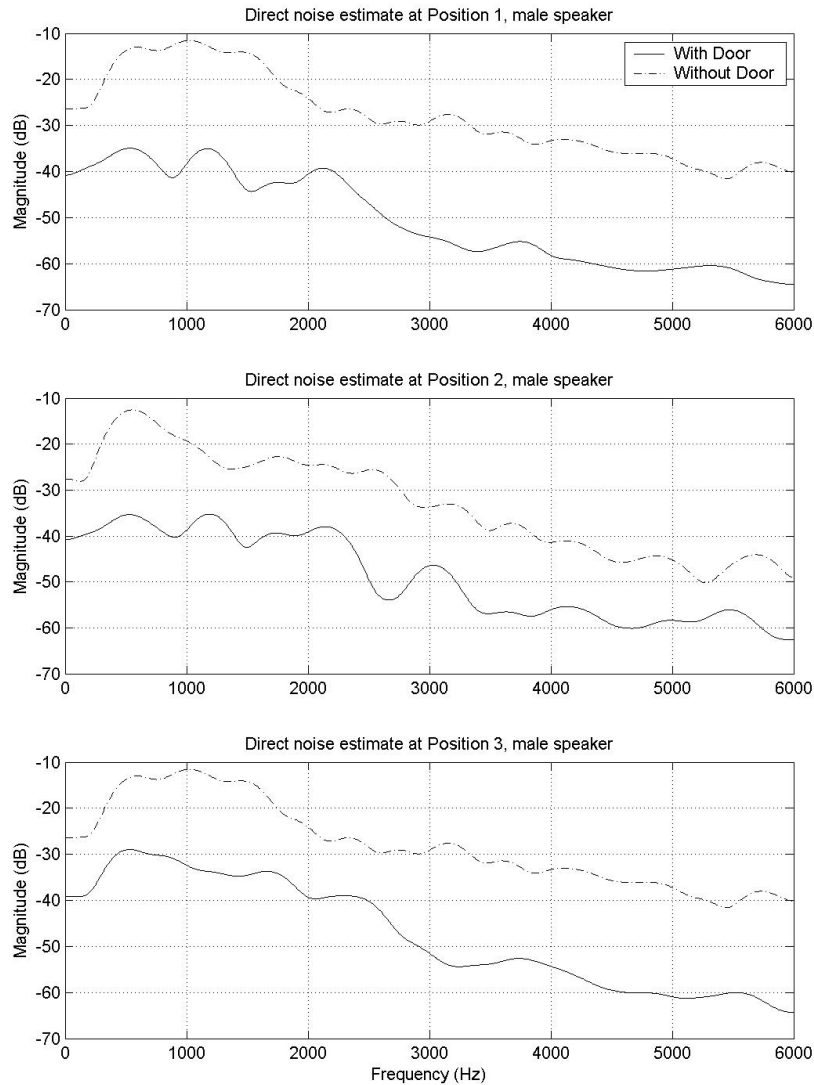 Direct noise estimate at Position 1, male speaker
-10
-20
-30
-40
-50
-60
-70
Magnitude (dB)
With Door
Without Door
0 1000 2000 3000 4000 5000 6000
Direct noise estimate at Position 2, male speaker
-10
-20
-30
-40
-50
-60
-70
Magnitude (dB)
0 1000 2000 3000 4000 5000 6000
Direct noise estimate at Position 3, male speaker
-10
-20
-30
-40
-50
-60
-70
Magnitude (dB)
0 1000 2000 3000 4000 5000 6000
Frequency (Hz)